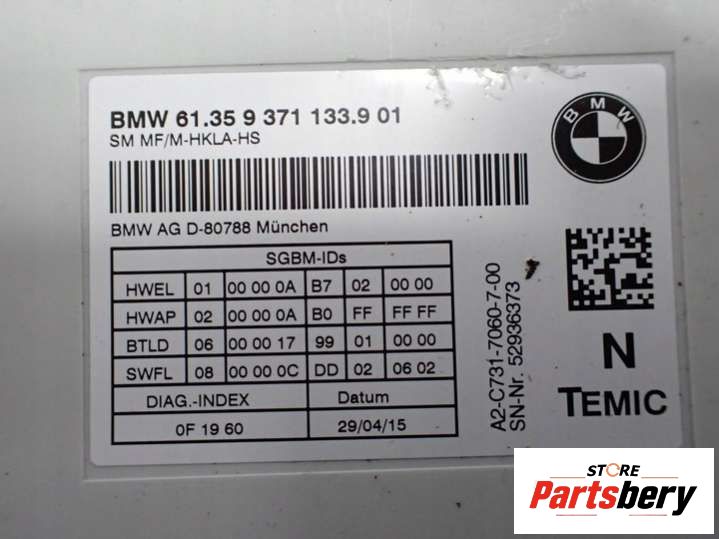 BMW 61.35 9 371 133.9 01
SM MF/M-HKLA-HS
BMW
BMW AG D-80788 München
SGBM-IDs
HWEL 01 00 00 0A B7 02 00 00
HWAP 02 00 00 0A B0 FF FF FF
BTLD 06 00 00 17 99 01 00 00
SWFL 08 00 00 0C DD 02 06 02
DIAG.-INDEX Datum
0F 19 60 29/04/15
A2-C731-7060-7-00
SN-Nr. 52936373
N
TEMIC
STORE
Partsbery